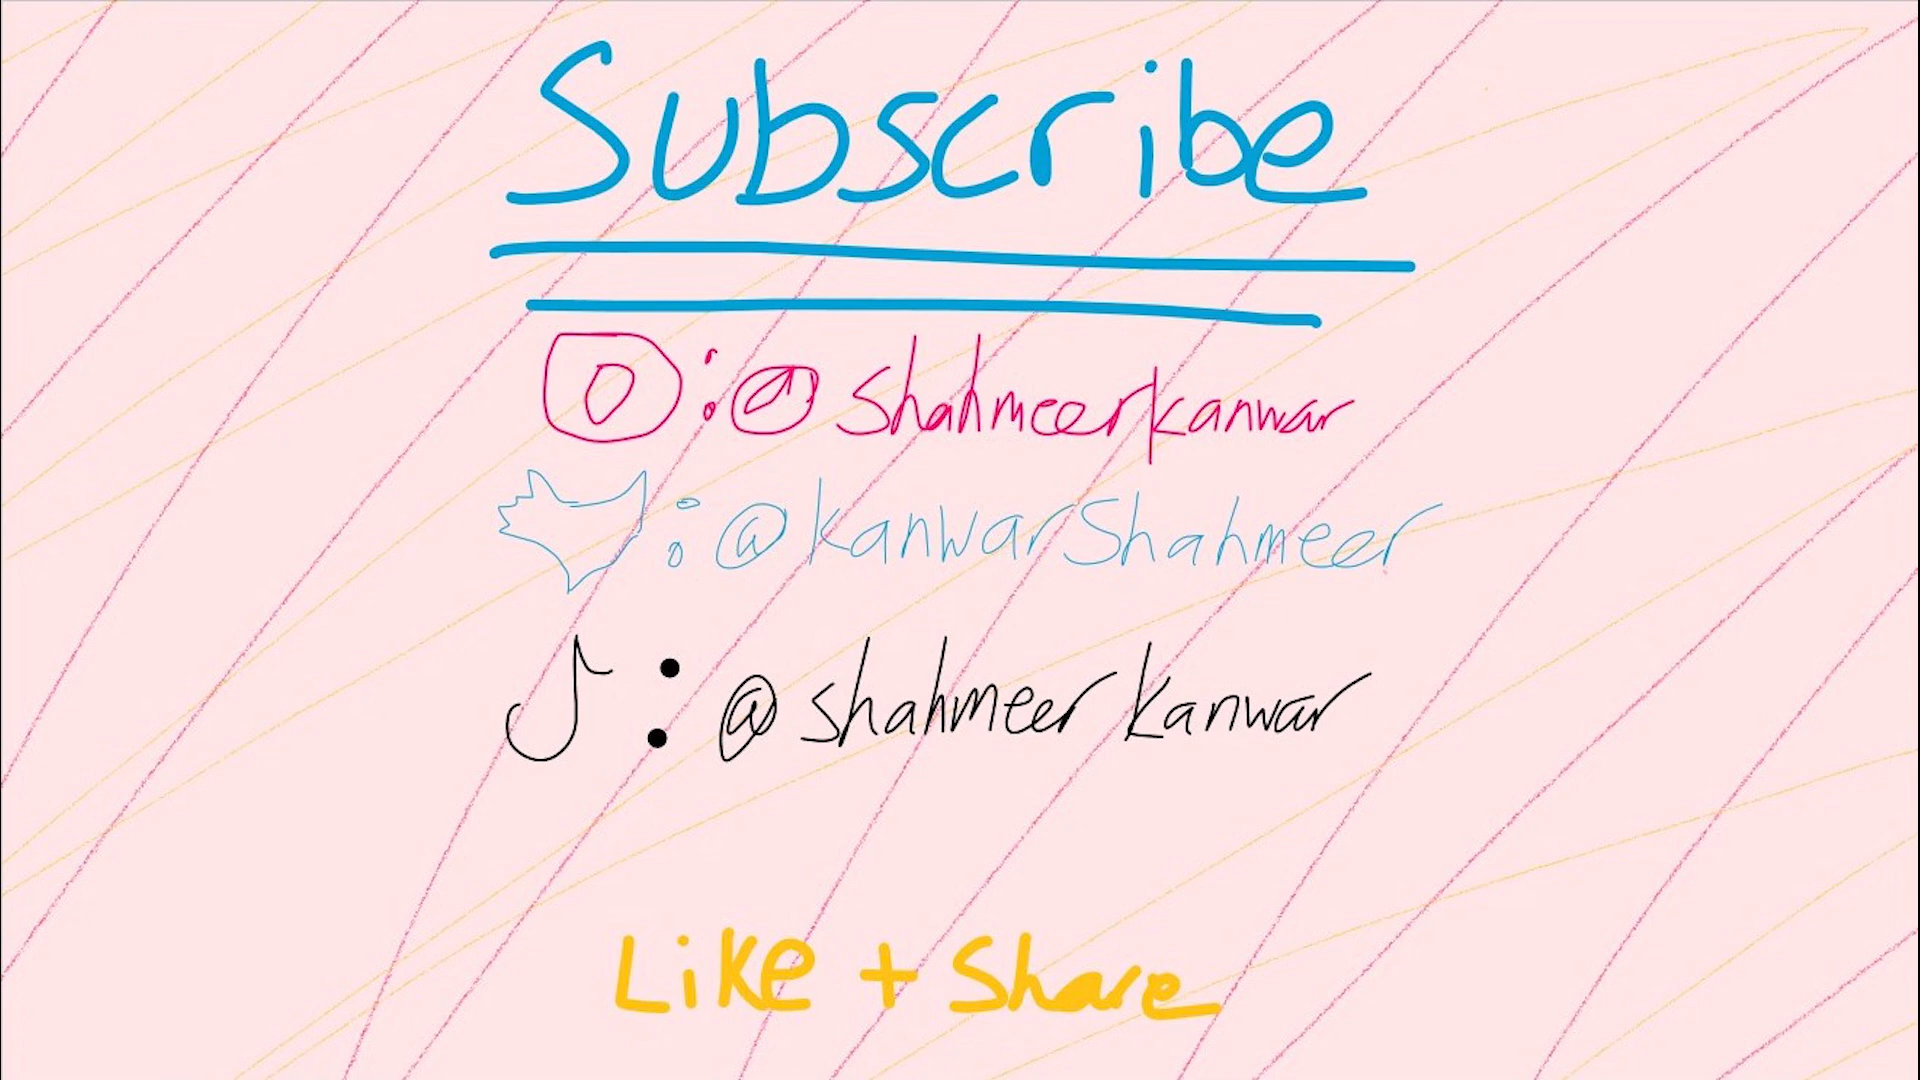 Subscribe
: @shahmeerkanwar
: @kanwarShahmeer
: @shahmeerkanwar
Like + Share